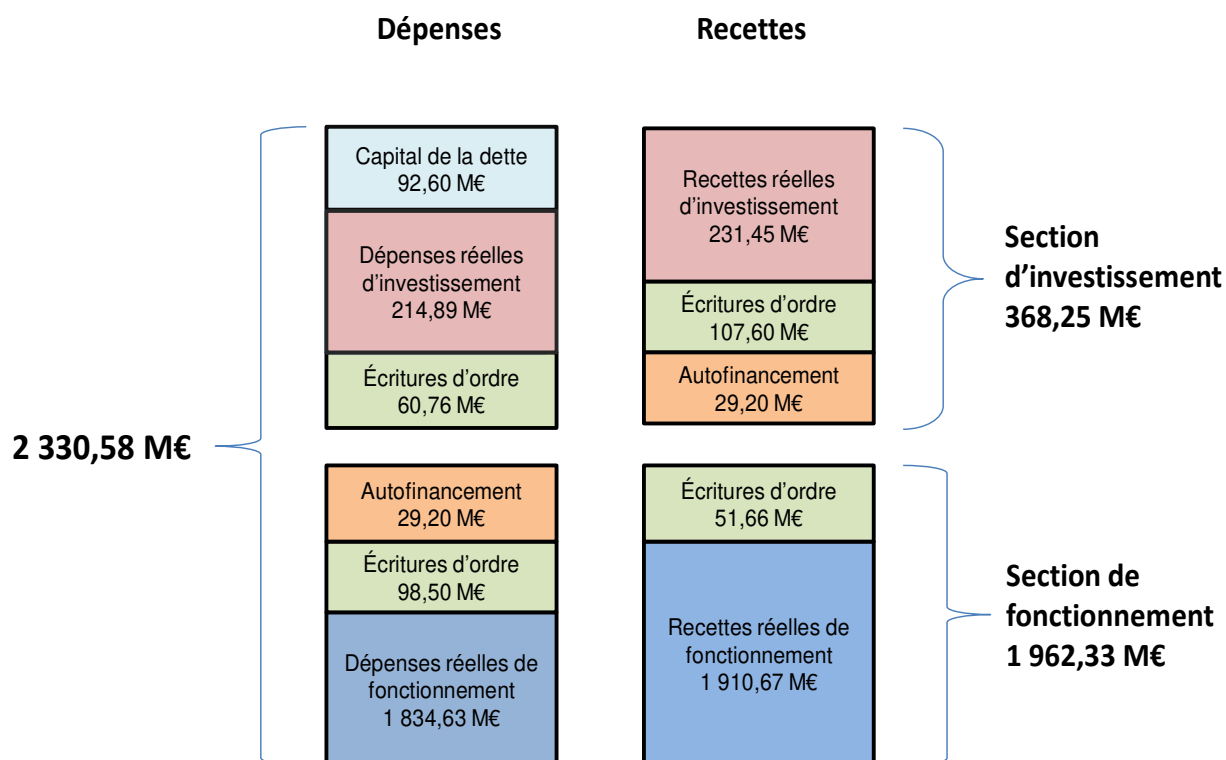 Dépenses
Recettes
Capital de la dette
92,60 M€
Dépenses réelles
d'investissement
214,89 M€
Écritures d'ordre
60,76 M€
Recettes réelles
d'investissement
231,45 M€
Écritures d'ordre
107,60 M€
Autofinancement
29,20 M€
Section
d'investissement
368,25 M€
2 330,58 M€
Autofinancement
29,20 M€
Écritures d'ordre
98,50 M€
Dépenses réelles de
fonctionnement
1 834,63 M€
Écritures d'ordre
51,66 M€
Recettes réelles de
fonctionnement
1 910,67 M€
Section de
fonctionnement
1 962,33 M€